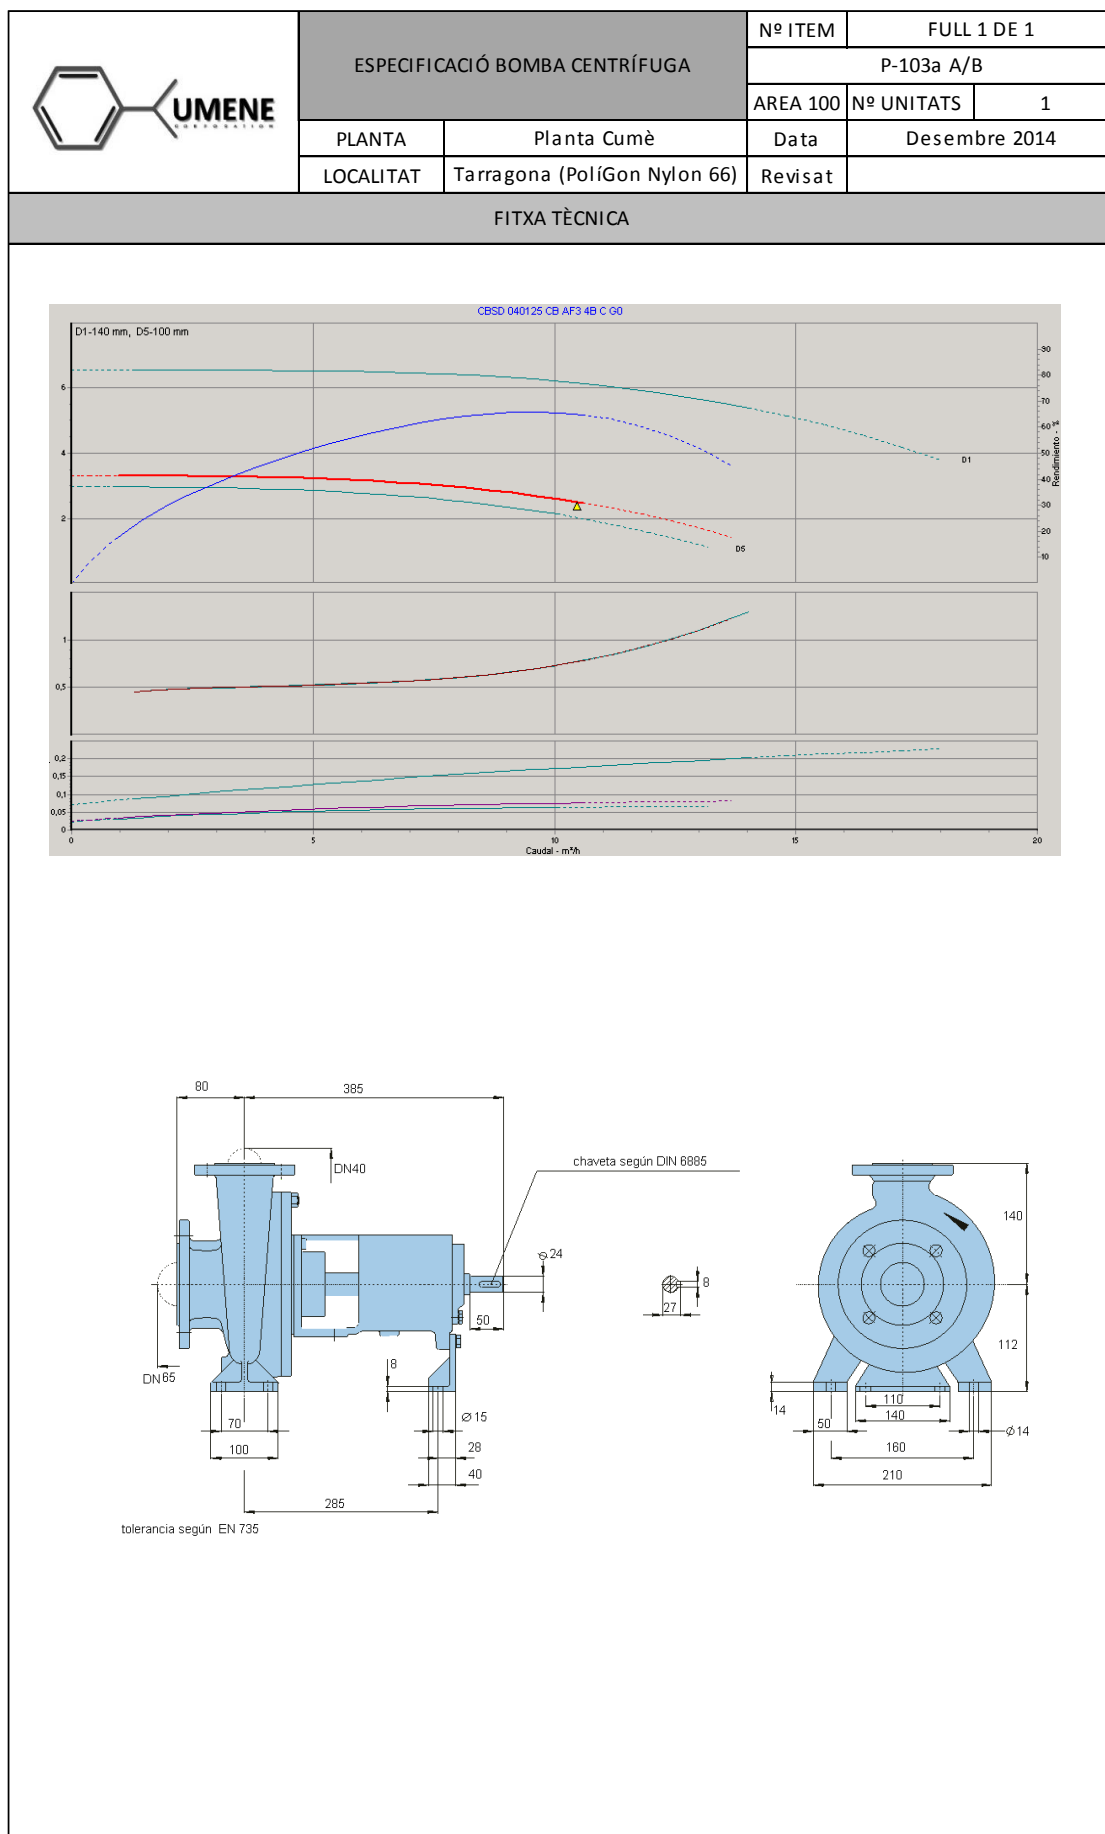 UMENE
CORPORATION
ESPECIFICACIÓ BOMBA CENTRÍFUGA
Nº ITEM
FULL 1 DE 1
P-103a A/B
AREA 100
Nº UNITATS
1
PLANTA
Planta Cumè
Data
Desembre 2014
LOCALITAT
Tarragona (PolíGon Nylon 66)
Revisat
FITXA TÈCNICA
CBSD 040125 CB AF3 4B C G0
D1-140 mm, D5-100 mm
6
4
2
90
80
70
60
50
40
30
20
10
Rendimiento - %
D1
D5
1
0,5
0,2
0,15
0,1
0,05
0
0
5
10
15
20
Caudal - m³/h
80
385
DN40
chaveta según DIN 6885
ϕ 24
50
8
27
DN 65
8
70
100
Ø 15
28
40
285
tolerancia según EN 735
140
112
14
50
110
140
Ø 14
160
210